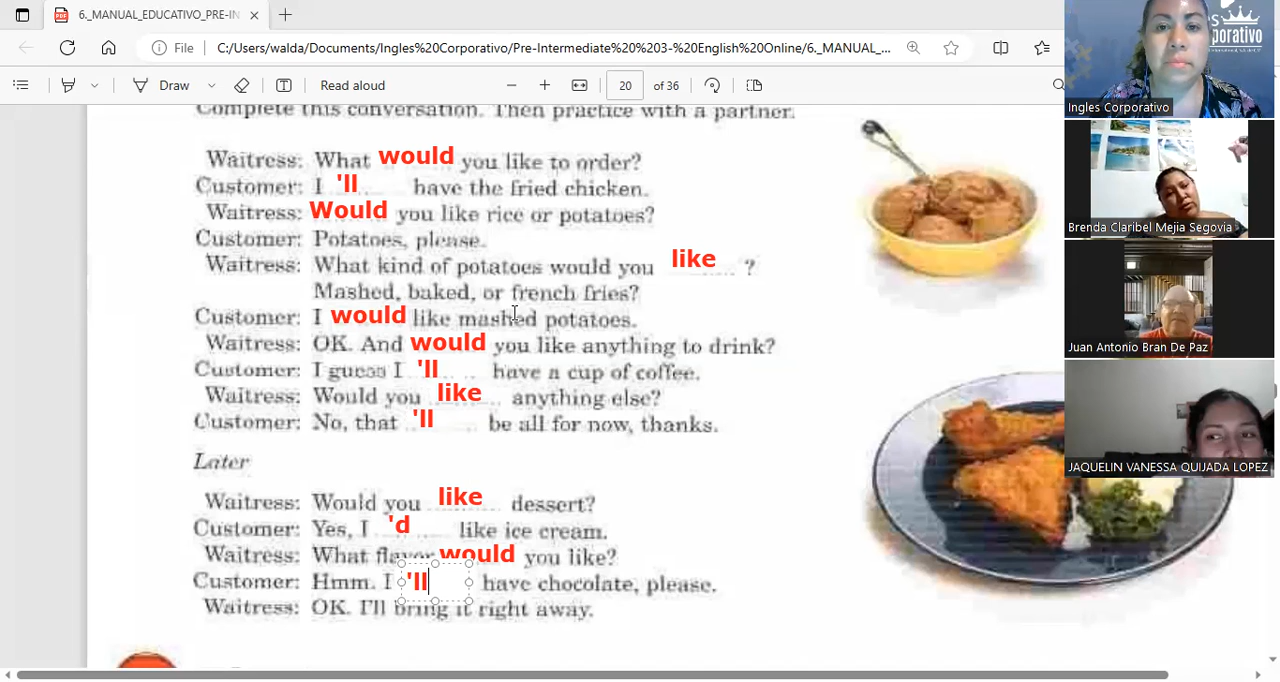 6._MANUAL_EDUCATIVO_PRE-IN
File
C:/Users/walda/Documents/Ingles%20Corporativo/Pre-Intermediate%20%203-%20English%20Online/6._MANUAL_...
Draw
Read aloud
20 of 36
Complete this conversation. Then practice with a partner.
Waitress: What would you like to order?
Customer: I 'll have the fried chicken.
Waitress: Would you like rice or potatoes?
Customer: Potatoes, please.
Waitress: What kind of potatoes would you like ?
Mashed, baked, or french fries?
Customer: I would like mashed potatoes.
Waitress: OK. And would you like anything to drink?
Customer: I guess I 'll have a cup of coffee.
Waitress: Would you like anything else?
Customer: No, that 'll be all for now, thanks.
Later
Waitress: Would you like dessert?
Customer: Yes, I 'd like ice cream.
Waitress: What flavor would you like?
Customer: Hmm. I 'll have chocolate, please.
Waitress: OK. I'll bring it right away.
Ingles Corporativo
Brenda Claribel Mejia Segovia
Juan Antonio Bran De Paz
JAQUELIN VANESSA QUIJADA LOPEZ